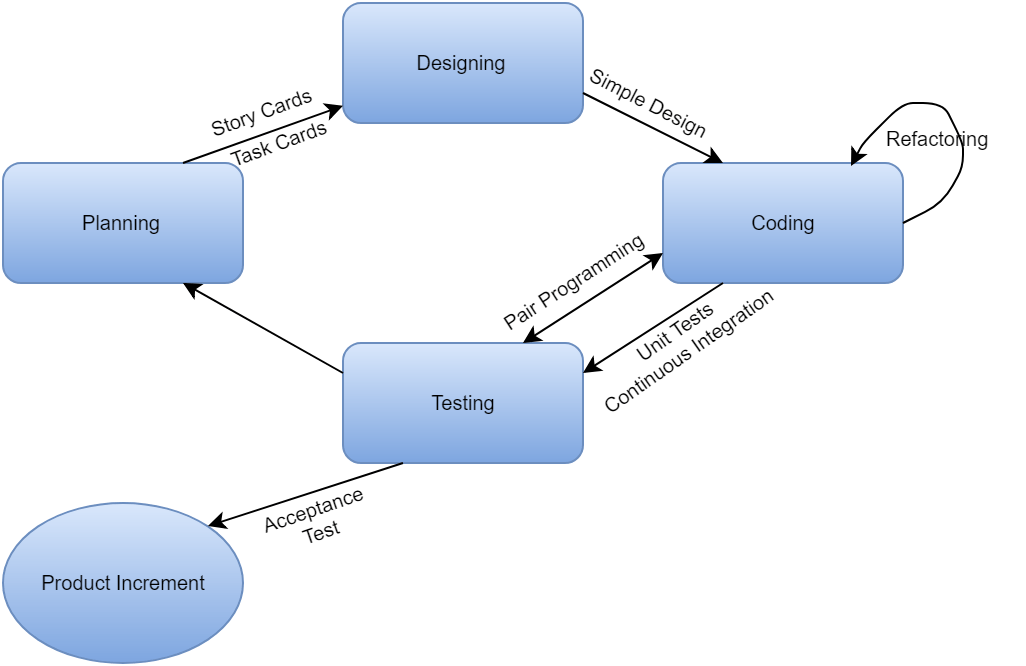 Designing
Story Cards
Task Cards
Simple Design
Refactoring
Planning
Coding
Pair Programming
Unit Tests
Continuous Integration
Testing
Acceptance
Test
Product Increment